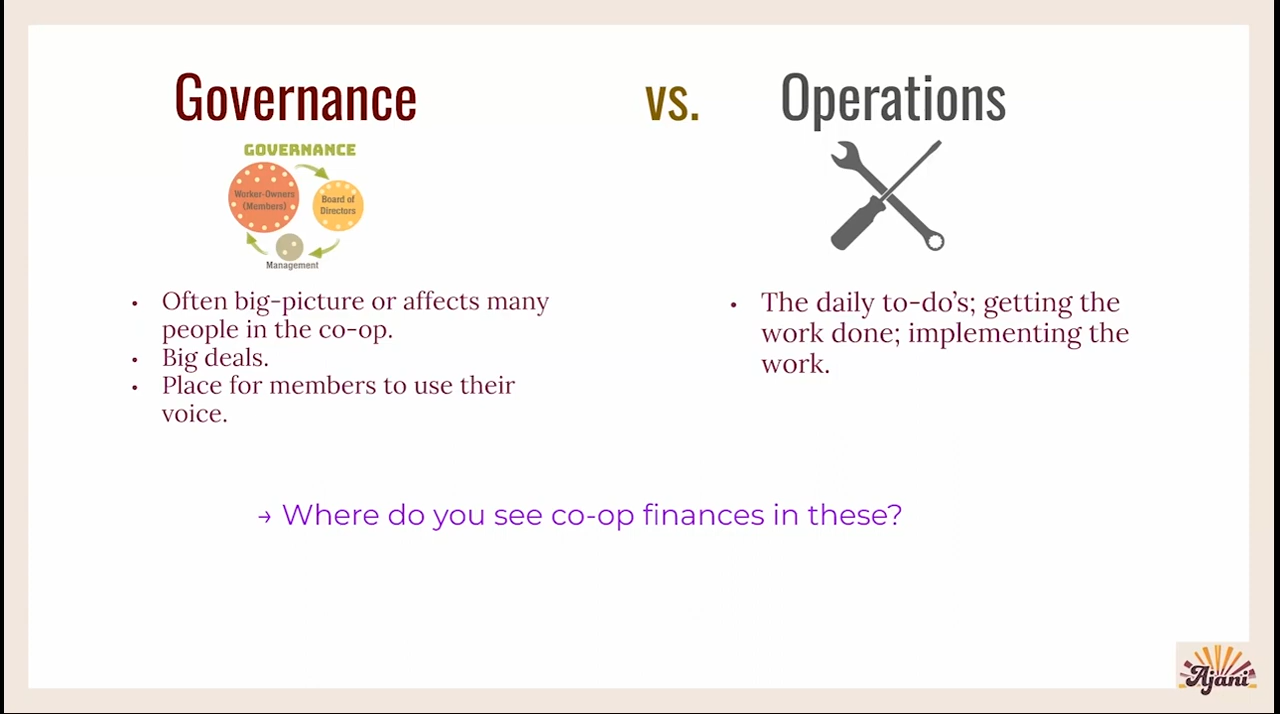 Governance vs. Operations
GOVERNANCE
Worker-Owners
(Members)
Board of
Directors
Management
• Often big-picture or affects many
people in the co-op.
• Big deals.
• Place for members to use their
voice.
• The daily to-do’s; getting the
work done; implementing the
work.
→ Where do you see co-op finances in these?
Ajani